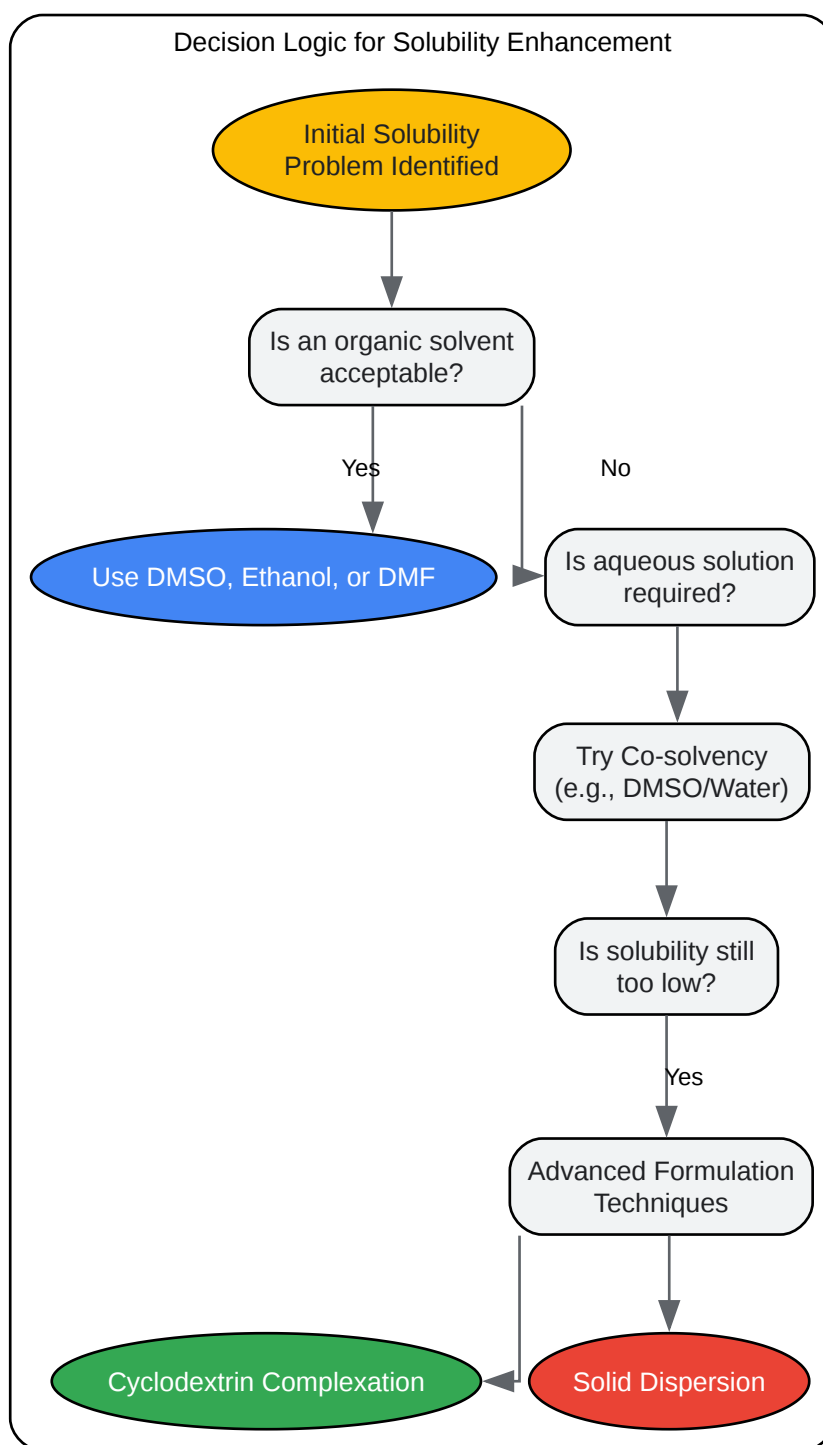 Decision Logic for Solubility Enhancement
Initial Solubility
Problem Identified
Is an organic solvent
acceptable?
Yes
No
Use DMSO, Ethanol, or DMF
Is aqueous solution
required?
Try Co-solvency
(e.g., DMSO/Water)
Is solubility still
too low?
Yes
Advanced Formulation
Techniques
Cyclodextrin Complexation
Solid Dispersion